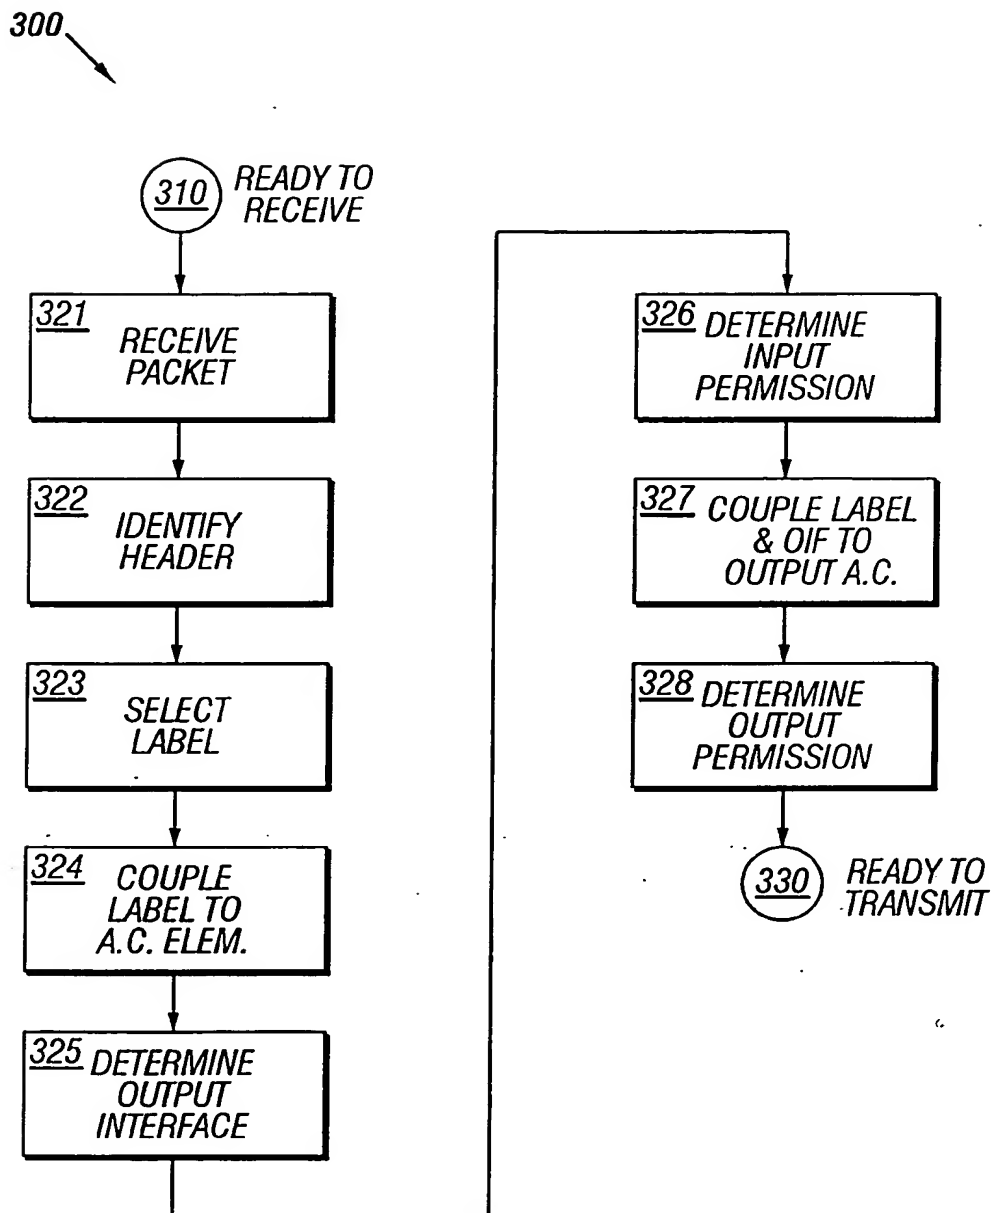 300
310 READY TO
RECEIVE
321
RECEIVE
PACKET
322
IDENTIFY
HEADER
323
SELECT
LABEL
324 COUPLE
LABEL TO
A.C. ELEM.
325 DETERMINE
OUTPUT
INTERFACE
326 DETERMINE
INPUT
PERMISSION
327 COUPLE LABEL
& OIF TO
OUTPUT A.C.
328 DETERMINE
OUTPUT
PERMISSION
330 READY TO
TRANSMIT